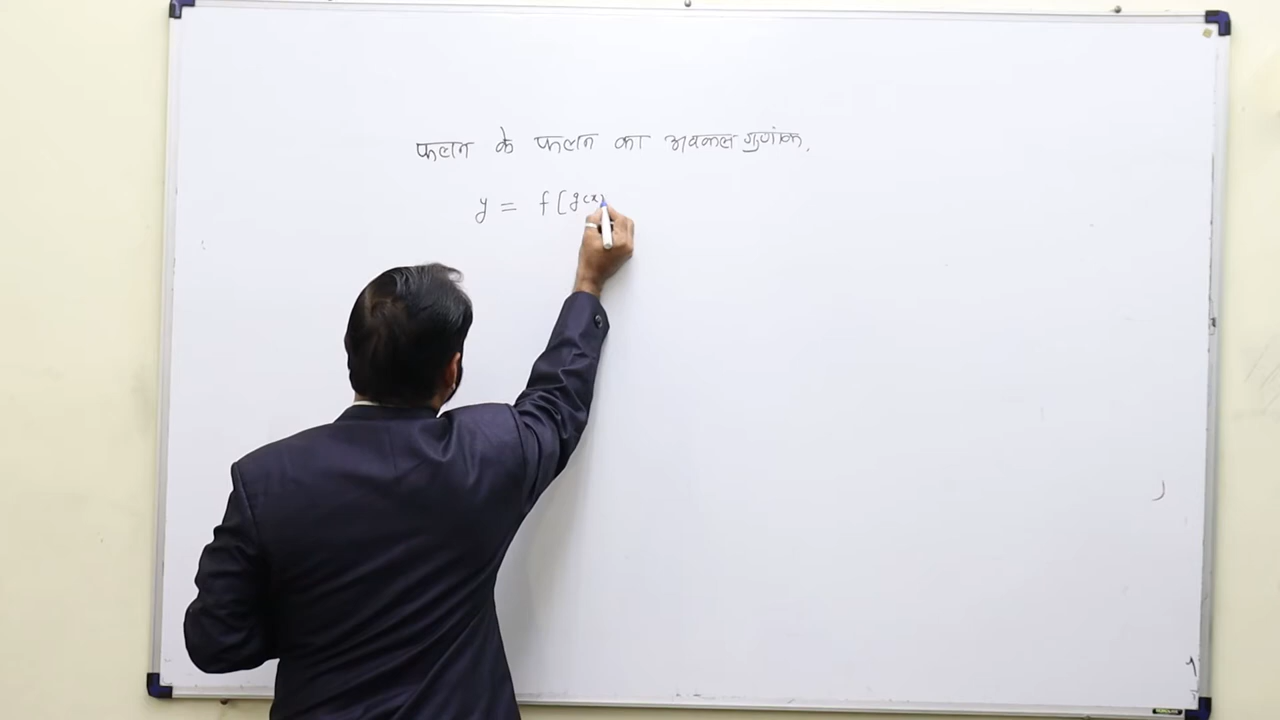 फलन के फलन का अवकल गुणांक.
y = f[g(x)